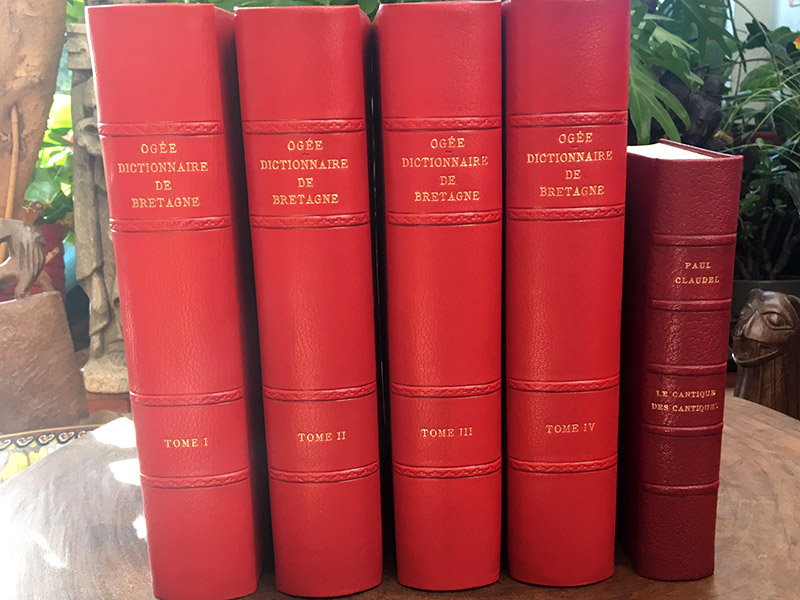 OGÉE
DICTIONNAIRE
DE
BRETAGNE
TOME I
OGÉE
DICTIONNAIRE
DE
BRETAGNE
TOME II
OGÉE
DICTIONNAIRE
DE
BRETAGNE
TOME III
OGÉE
DICTIONNAIRE
DE
BRETAGNE
TOME IV
PAUL
CLAUDEL
LE CANTIQUE
DES CANTIQUES